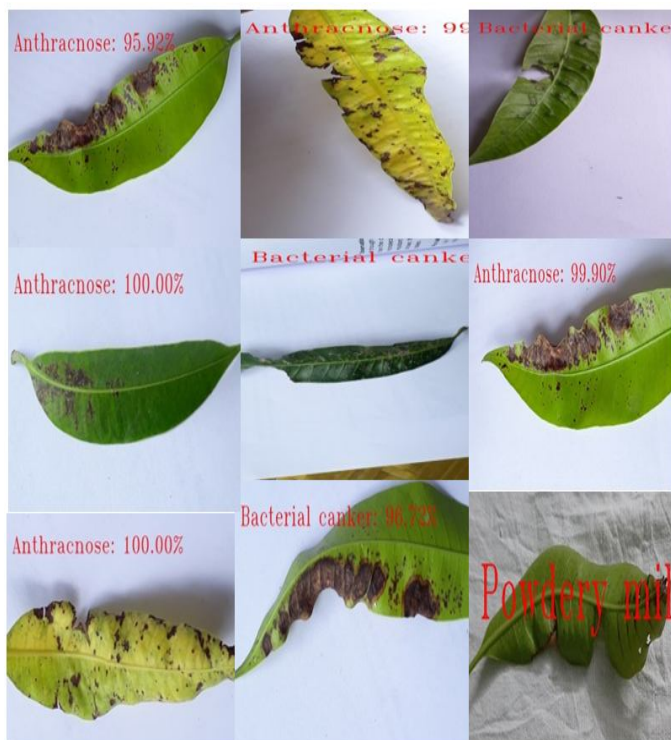 Anthracnose: 95.92%
Anthracnose: 99
Bacterial canke
Anthracnose: 100.00%
Bacterial canke
Anthracnose: 99.90%
Anthracnose: 100.00%
Bacterial canker: 96.72%
Powdery mil